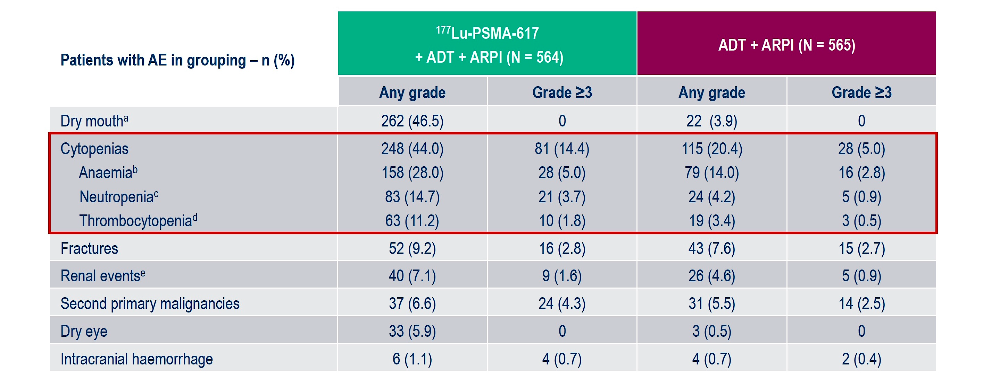 ¹⁷⁷Lu-PSMA-617
+ ADT + ARPI (N = 564)
ADT + ARPI (N = 565)
Patients with AE in grouping – n (%)
Any grade Grade ≥3 Any grade Grade ≥3
Dry mouthᵃ 262 (46.5) 0 22 (3.9) 0
Cytopenias 248 (44.0) 81 (14.4) 115 (20.4) 28 (5.0)
Anaemiaᵇ 158 (28.0) 28 (5.0) 79 (14.0) 16 (2.8)
Neutropeniaᶜ 83 (14.7) 21 (3.7) 24 (4.2) 5 (0.9)
Thrombocytopeniaᵈ 63 (11.2) 10 (1.8) 19 (3.4) 3 (0.5)
Fractures 52 (9.2) 16 (2.8) 43 (7.6) 15 (2.7)
Renal eventsᵉ 40 (7.1) 9 (1.6) 26 (4.6) 5 (0.9)
Second primary malignancies 37 (6.6) 24 (4.3) 31 (5.5) 14 (2.5)
Dry eye 33 (5.9) 0 3 (0.5) 0
Intracranial haemorrhage 6 (1.1) 4 (0.7) 4 (0.7) 2 (0.4)